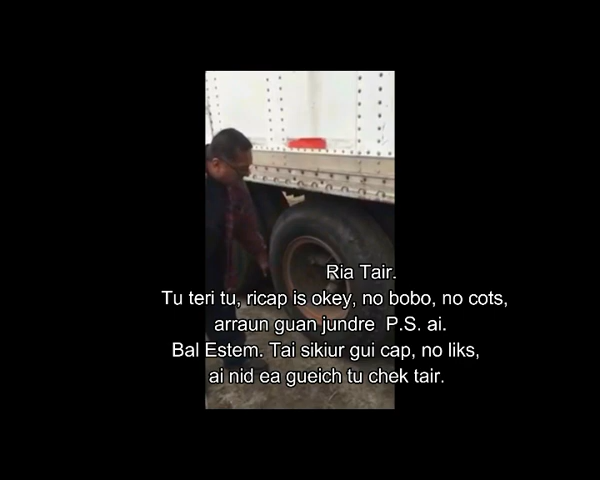 Ria Tair.
Tu teri tu, ricap is okey, no bobo, no cots,
arraun guan jundre P.S. ai.
Bal Estem. Tai sikiur gui cap, no liks,
ai nid ea gueich tu chek tair.